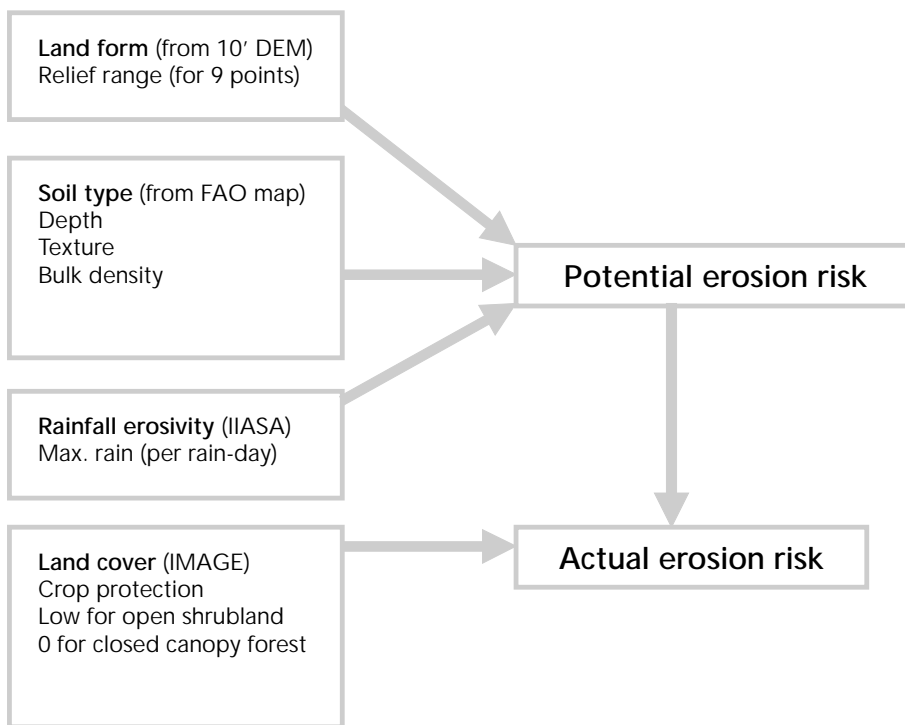 Land form (from 10′ DEM)
Relief range (for 9 points)
Soil type (from FAO map)
Depth
Texture
Bulk density
Potential erosion risk
Rainfall erosivity (IIASA)
Max. rain (per rain-day)
Land cover (IMAGE)
Crop protection
Low for open shrubland
0 for closed canopy forest
Actual erosion risk